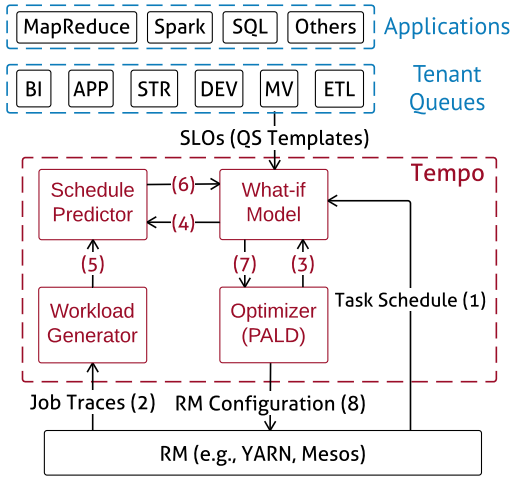 MapReduce Spark SQL Others Applications
BI APP STR DEV MV ETL Tenant Queues
SLOs (QS Templates)
Tempo
Schedule
Predictor
(6)
(4)
What-if
Model
(5)
(7)
(3)
Workload
Generator
Optimizer
(PALD)
Task Schedule (1)
Job Traces (2)
RM Configuration (8)
RM (e.g., YARN, Mesos)